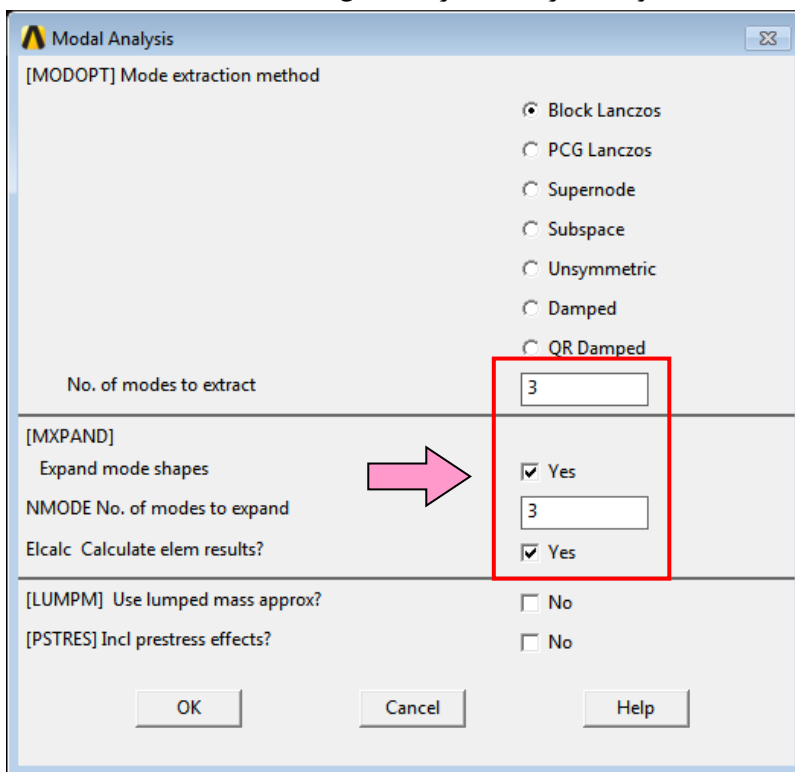 Modal Analysis
[MODOPT] Mode extraction method
Block Lanczos
PCG Lanczos
Supernode
Subspace
Unsymmetric
Damped
QR Damped
No. of modes to extract 3
[MXPAND]
Expand mode shapes Yes
NMODE No. of modes to expand 3
Elcalc Calculate elem results? Yes
[LUMPM] Use lumped mass approx? No
[PSTRES] Incl prestress effects? No
OK Cancel Help